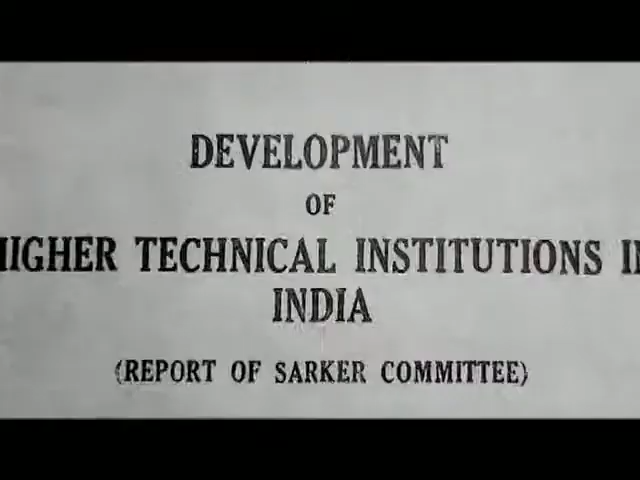 DEVELOPMENT
OF
HIGHER TECHNICAL INSTITUTIONS IN
INDIA
(REPORT OF SARKER COMMITTEE)